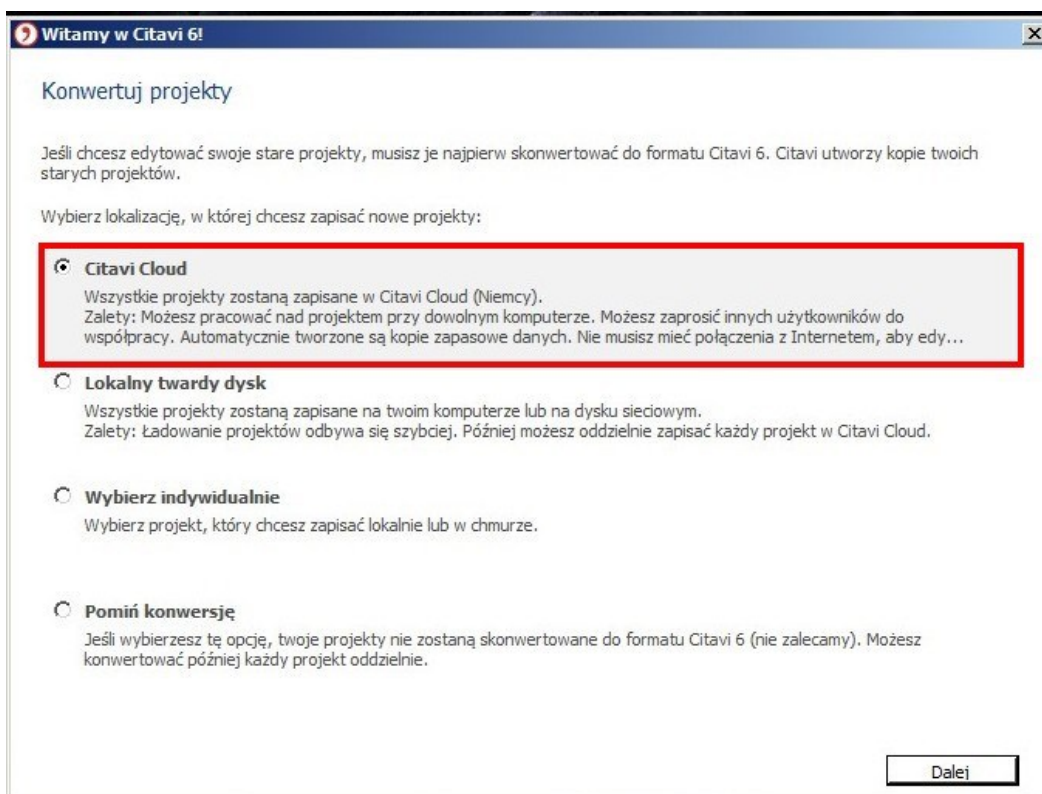 Witamy w Citavi 6!
Konwertuj projekty
Jeśli chcesz edytować swoje stare projekty, musisz je najpierw skonwertować do formatu Citavi 6. Citavi utworzy kopie twoich
starych projektów.
Wybierz lokalizację, w której chcesz zapisać nowe projekty:
Citavi Cloud
Wszystkie projekty zostaną zapisane w Citavi Cloud (Niemcy).
Zalety: Możesz pracować nad projektem przy dowolnym komputerze. Możesz zaprosić innych użytkowników do
współpracy. Automatycznie tworzone są kopie zapasowe danych. Nie musisz mieć połączenia z Internetem, aby edy...
Lokalny twardy dysk
Wszystkie projekty zostaną zapisane na twoim komputerze lub na dysku sieciowym.
Zalety: Ładowanie projektów odbywa się szybciej. Później możesz oddzielnie zapisać każdy projekt w Citavi Cloud.
Wybierz indywidualnie
Wybierz projekt, który chcesz zapisać lokalnie lub w chmurze.
Pomiń konwersję
Jeśli wybierzesz tę opcję, twoje projekty nie zostaną skonwertowane do formatu Citavi 6 (nie zalecamy). Możesz
konwertować później każdy projekt oddzielnie.
Dalej